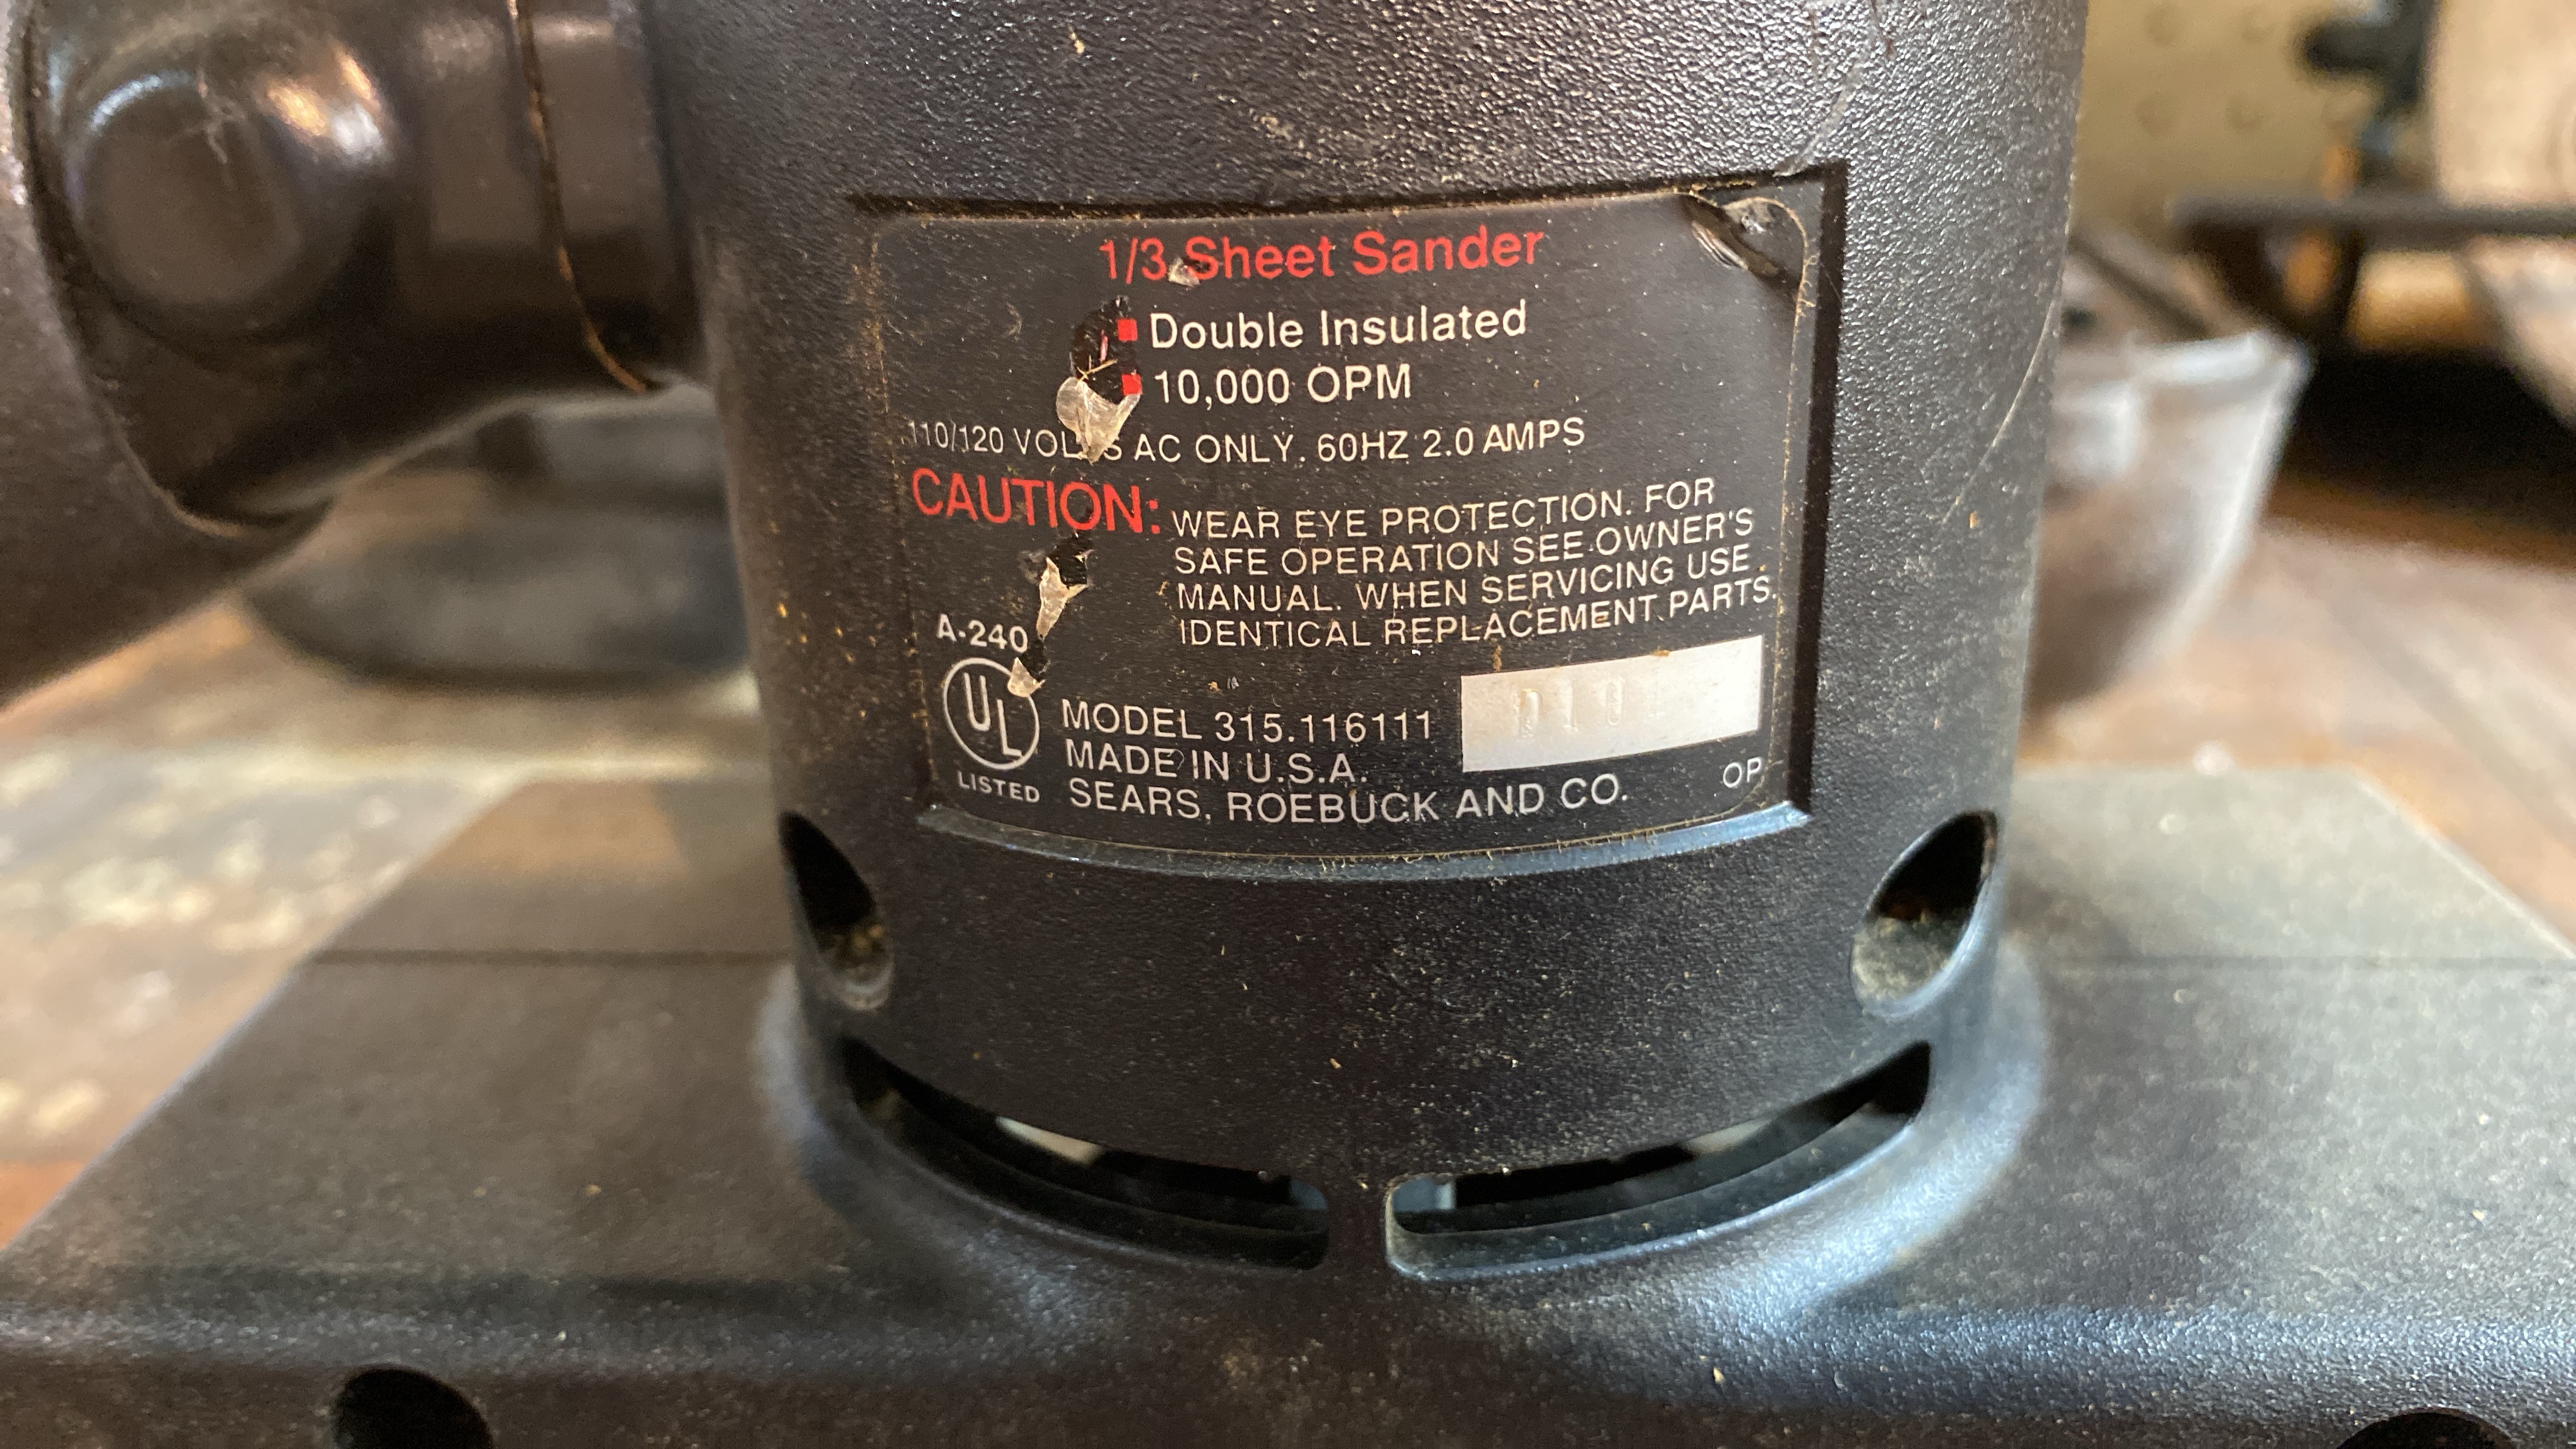 1/3 Sheet Sander
Double Insulated
10,000 OPM
110/120 VOLTS AC ONLY. 60HZ 2.0 AMPS
CAUTION: WEAR EYE PROTECTION. FOR
SAFE OPERATION SEE OWNER'S
MANUAL. WHEN SERVICING USE
IDENTICAL REPLACEMENT PARTS.
A-240
UL
LISTED
MODEL 315.116111
MADE IN U.S.A.
SEARS, ROEBUCK AND CO.
OP